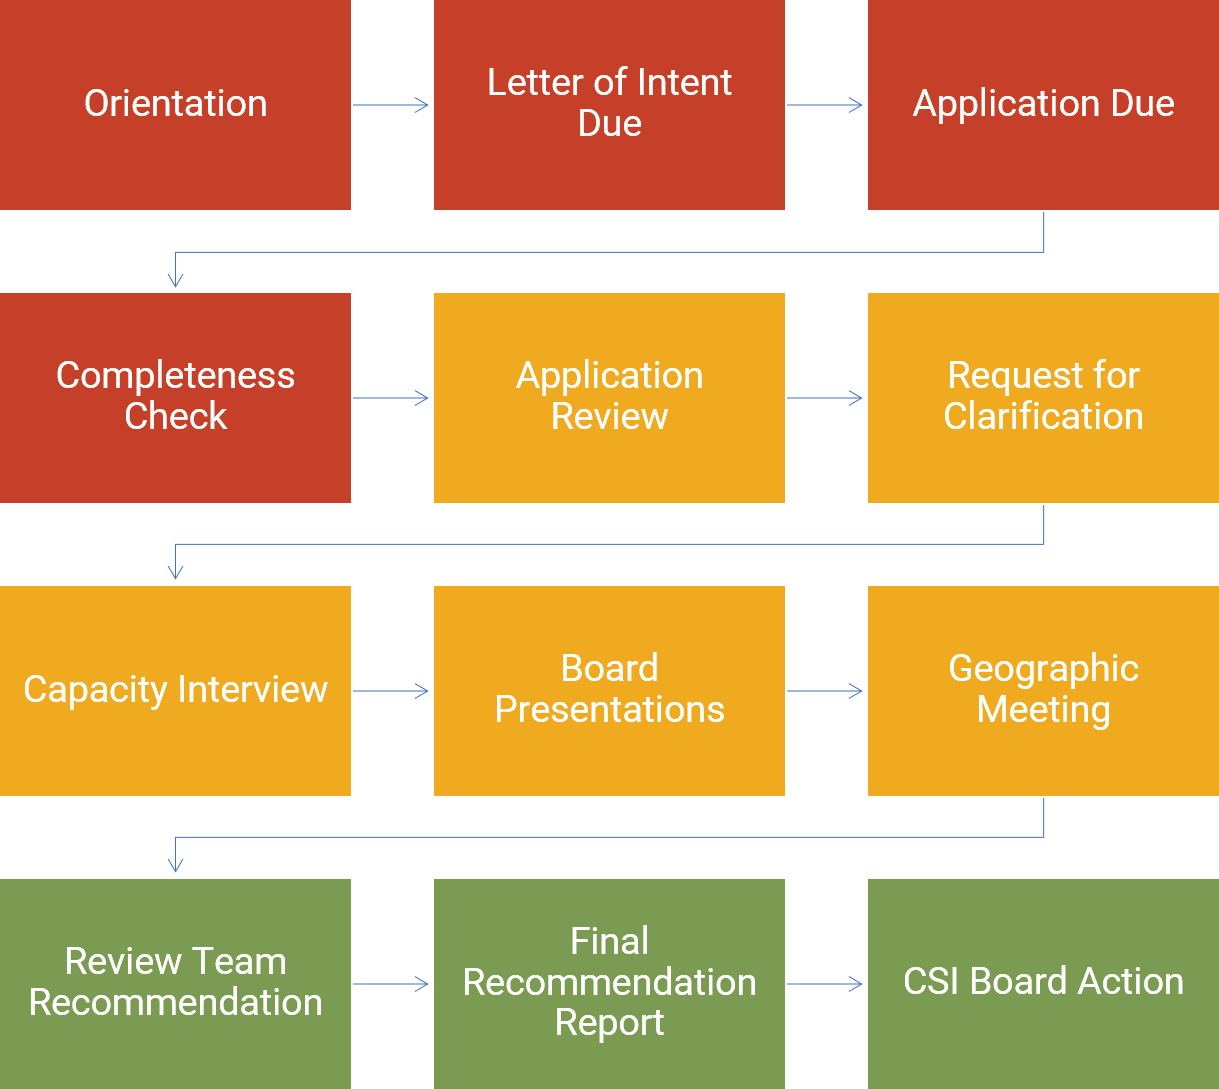 Orientation
Letter of Intent
Due
Application Due
Completeness
Check
Application
Review
Request for
Clarification
Capacity Interview
Board
Presentations
Geographic
Meeting
Review Team
Recommendation
Final
Recommendation
Report
CSI Board Action